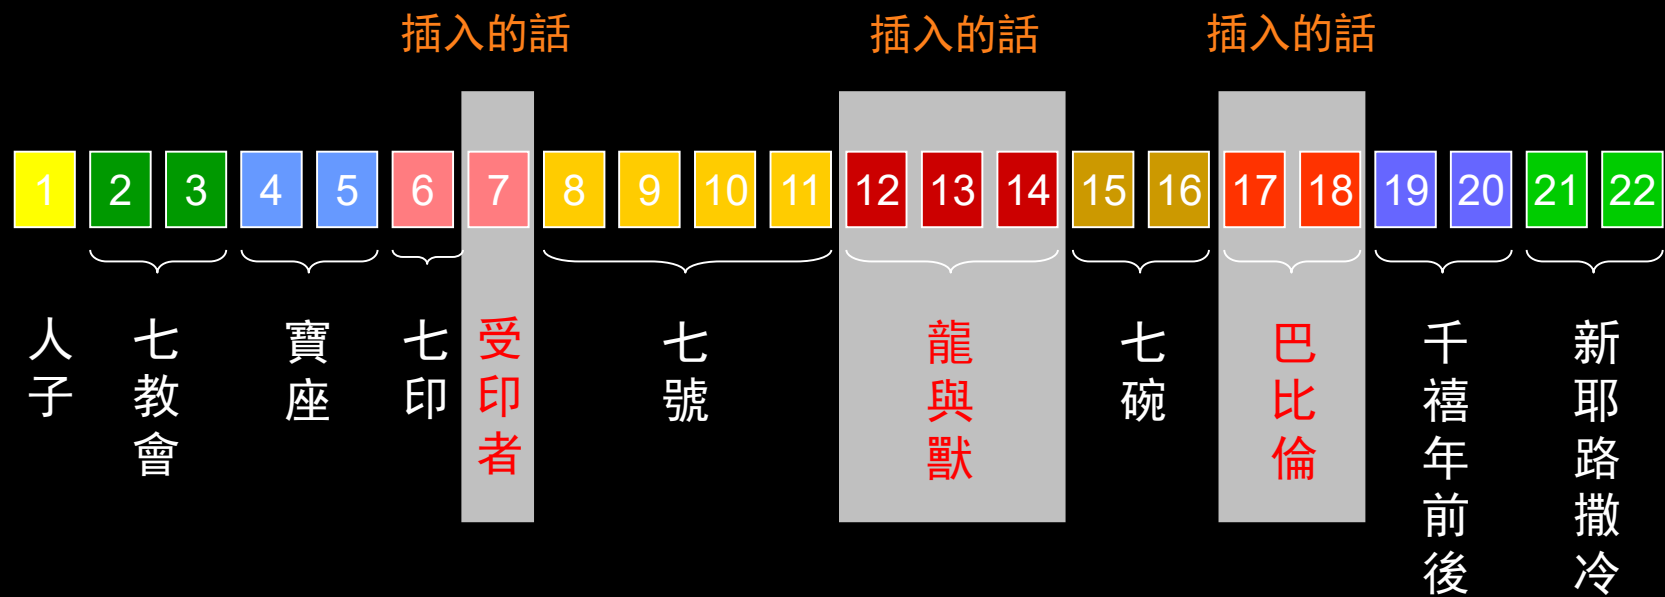 插入的話 插入的話 插入的話
1 2 3 4 5 6 7 8 9 10 11 12 13 14 15 16 17 18 19 20 21 22
人子
七教會
寶座
七印
受印者
七號
龍與獸
七碗
巴比倫
千禧年前後
新耶路撒冷